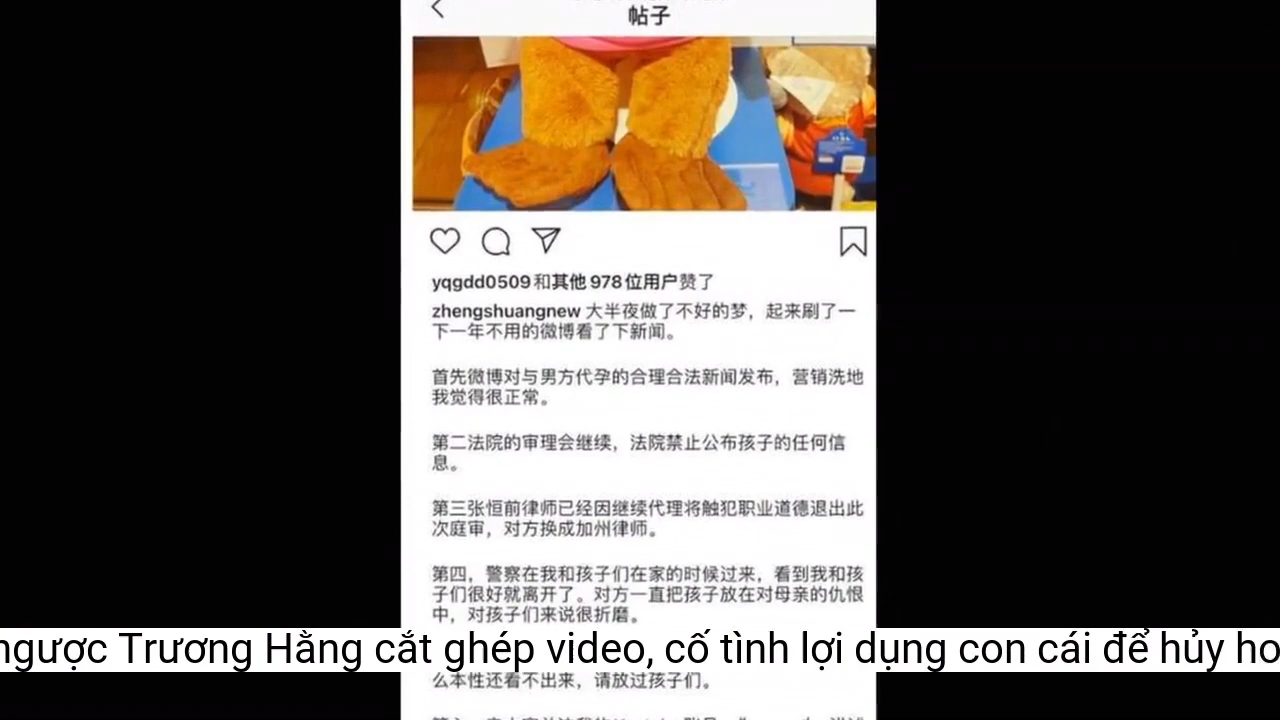 帖子
yqgdd0509和其他 978 位用户赞了
zhengshuangnew 大半夜做了不好的梦，起来刷了一
下一年不用的微博看了下新闻。
首先微博对与男方代孕的合理合法新闻发布，营销洗地
我觉得很正常。
第二法院的审理会继续，法院禁止公布孩子的任何信
息。
第三张恒前律师已经因继续代理将触犯职业道德退出此
次庭审，对方换成加州律师。
第四，警察在我和孩子们在家的时候过来，看到我和孩
子们很好就离开了。对方一直把孩子放在对母亲的仇恨
中，对孩子们来说很折磨。
ngược Trương Hằng cắt ghép video, cố tình lợi dụng con cái để hủy ho
么本性还看不出来，请放过孩子们。